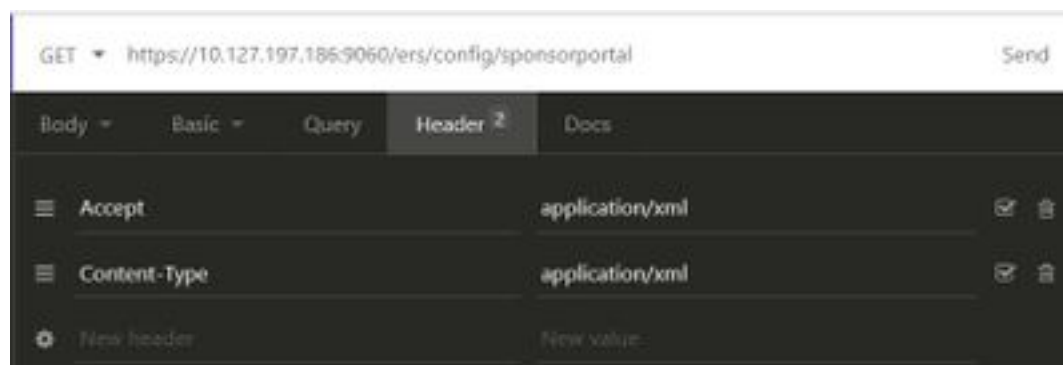 GET https://10.127.197.186:9060/ers/config/sponsorportal Send
Body Basic Query Header 2 Docs
Accept application/xml
Content-Type application/xml
New header New value